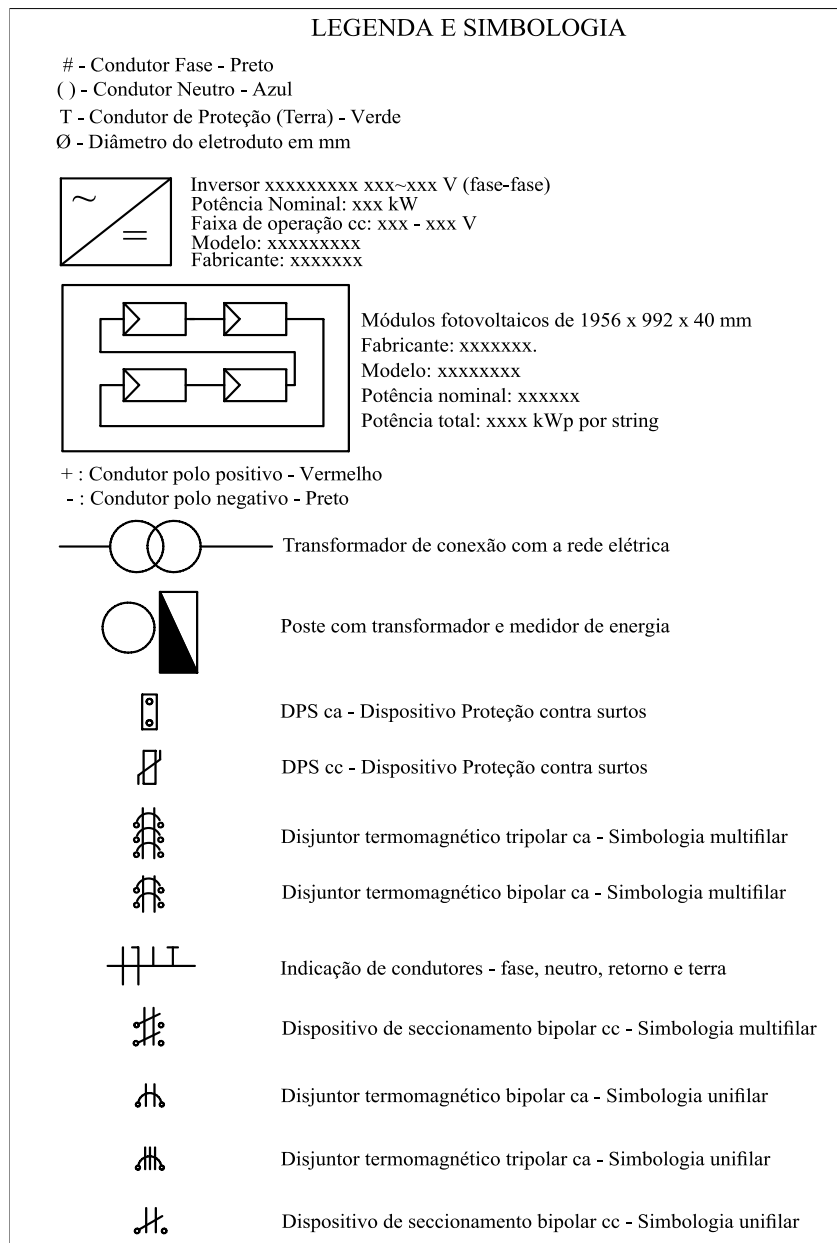 LEGENDA E SIMBOLOGIA
# - Condutor Fase - Preto
( ) - Condutor Neutro - Azul
T - Condutor de Proteção (Terra) - Verde
Ø - Diâmetro do eletroduto em mm
Inversor xxxxxxxxx xxx~xxx V (fase-fase)
Potência Nominal: xxx kW
Faixa de operação cc: xxx - xxx V
Modelo: xxxxxxxxx
Fabricante: xxxxxxx
Módulos fotovoltaicos de 1956 x 992 x 40 mm
Fabricante: xxxxxxx.
Modelo: xxxxxxxx
Potência nominal: xxxxxx
Potência total: xxxx kWp por string
+ : Condutor polo positivo - Vermelho
- : Condutor polo negativo - Preto
Transformador de conexão com a rede elétrica
Poste com transformador e medidor de energia
DPS ca - Dispositivo Proteção contra surtos
DPS cc - Dispositivo Proteção contra surtos
Disjuntor termomagnético tripolar ca - Simbologia multifilar
Disjuntor termomagnético bipolar ca - Simbologia multifilar
Indicação de condutores - fase, neutro, retorno e terra
Dispositivo de seccionamento bipolar cc - Simbologia multifilar
Disjuntor termomagnético bipolar ca - Simbologia unifilar
Disjuntor termomagnético tripolar ca - Simbologia unifilar
Dispositivo de seccionamento bipolar cc - Simbologia unifilar